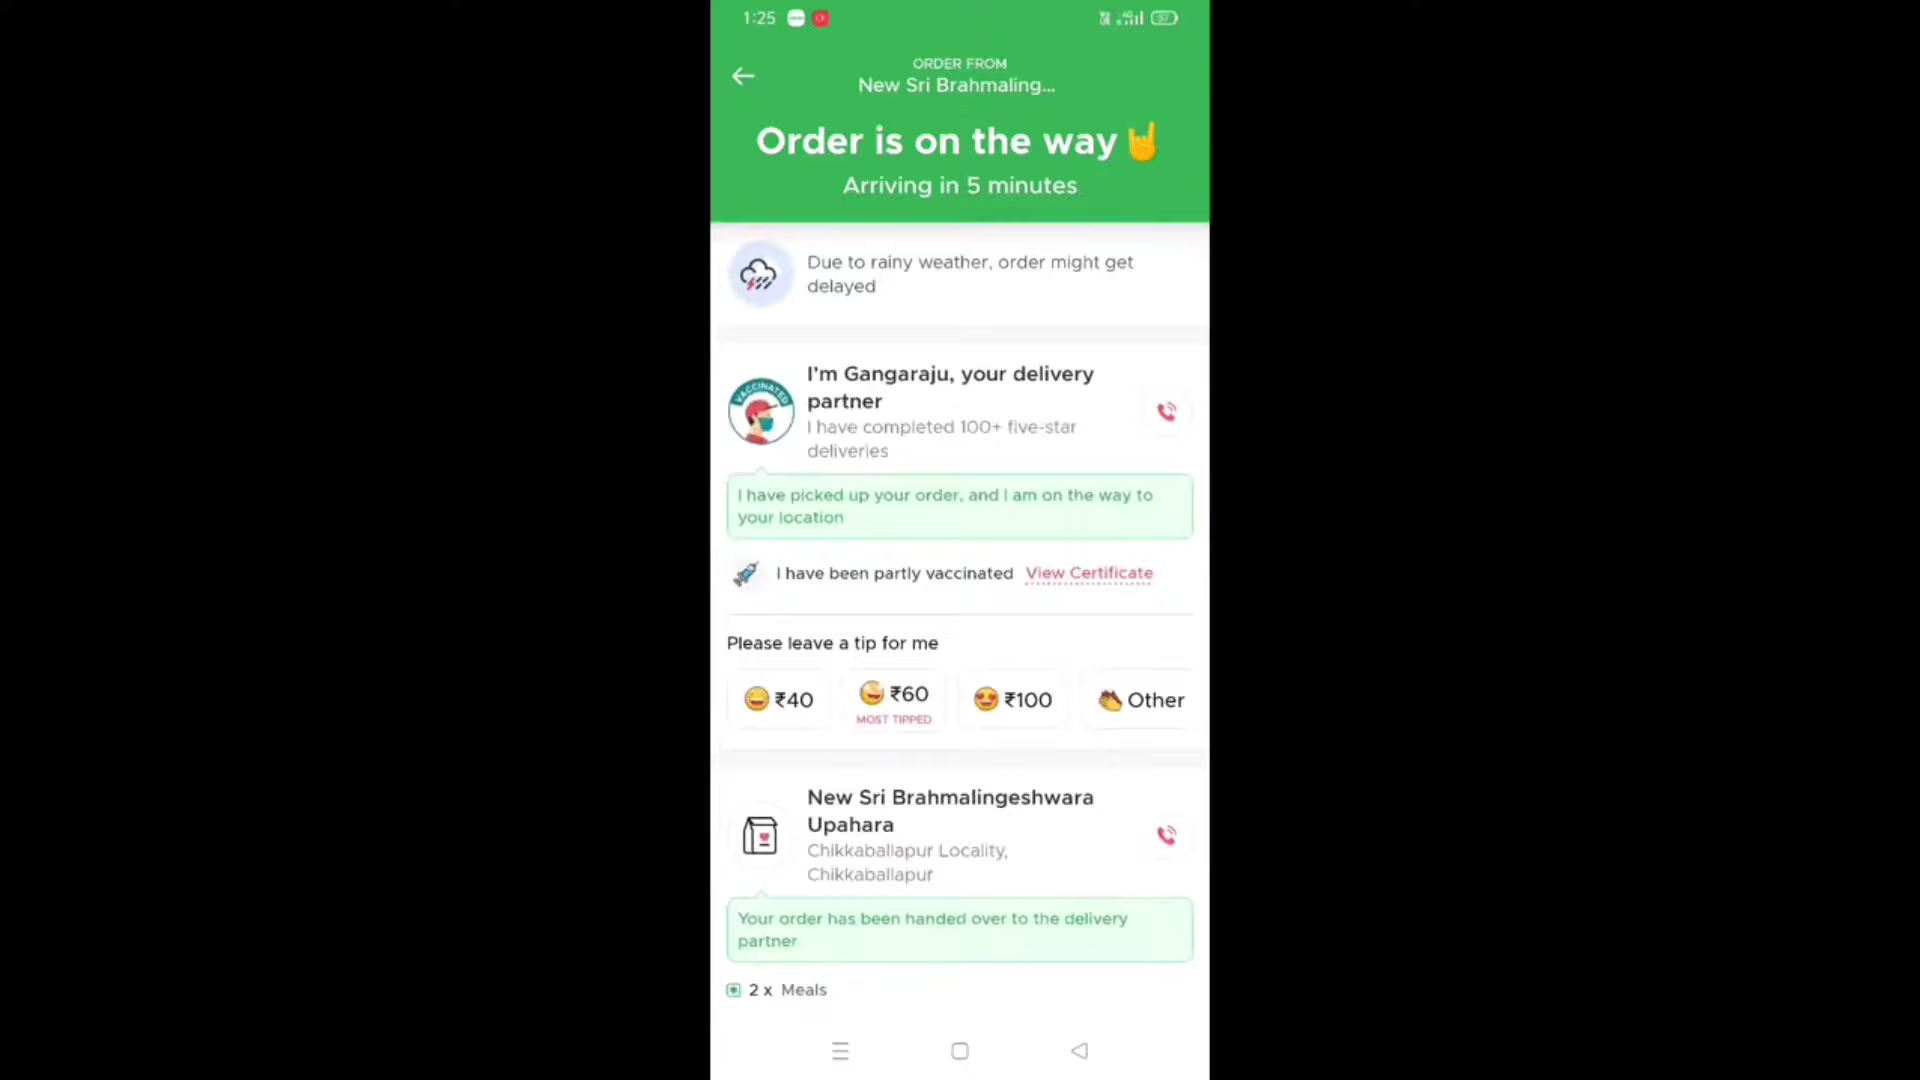 1:25
ORDER FROM
New Sri Brahmaling...
Order is on the way
Arriving in 5 minutes
Due to rainy weather, order might get
delayed
VACCINATED
I'm Gangaraju, your delivery
partner
I have completed 100+ five-star
deliveries
I have picked up your order, and I am on the way to
your location
I have been partly vaccinated View Certificate
Please leave a tip for me
₹40
₹60
MOST TIPPED
₹100
Other
New Sri Brahmalingeshwara
Upahara
Chikkaballapur Locality,
Chikkaballapur
Your order has been handed over to the delivery
partner
2 x Meals